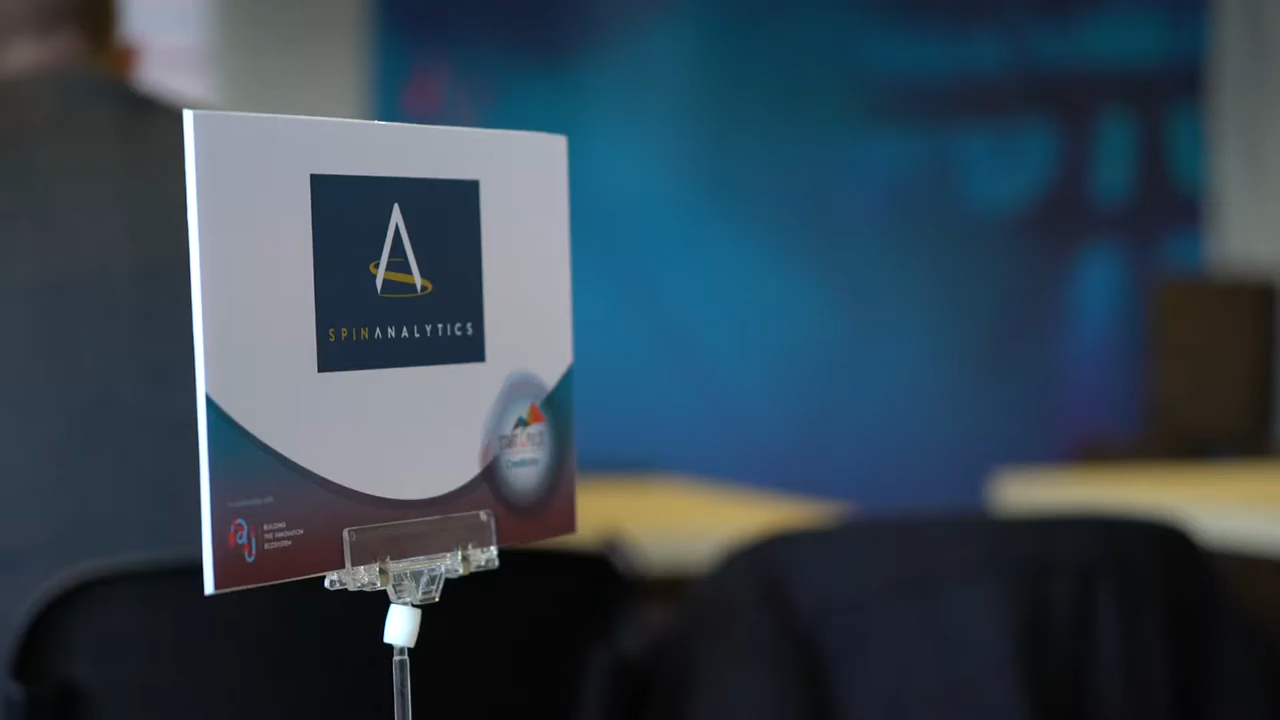 SPINANALYTICS
BUILDING
THE INNOVATION
ECOSYSTEM